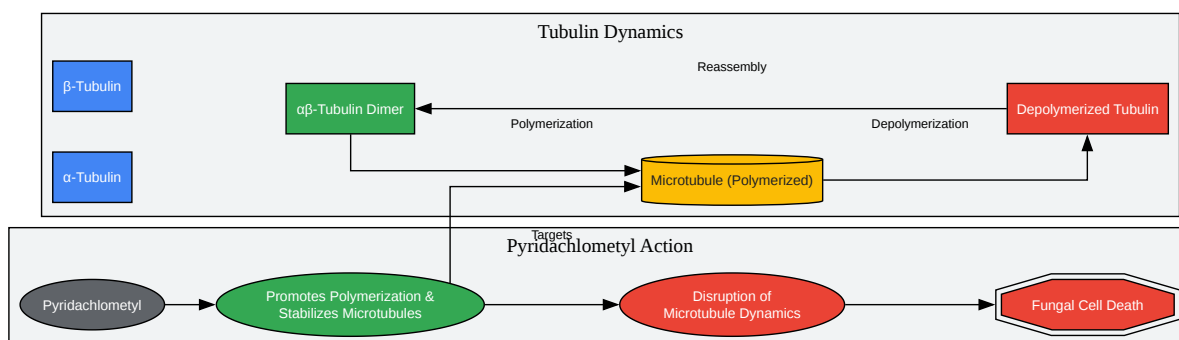 Tubulin Dynamics
β-Tubulin
Reassembly
αβ-Tubulin Dimer
Depolymerized Tubulin
Polymerization
Depolymerization
α-Tubulin
Microtubule (Polymerized)
Targets
Pyridachlometyl Action
Pyridachlometyl
Promotes Polymerization &
Stabilizes Microtubules
Disruption of
Microtubule Dynamics
Fungal Cell Death